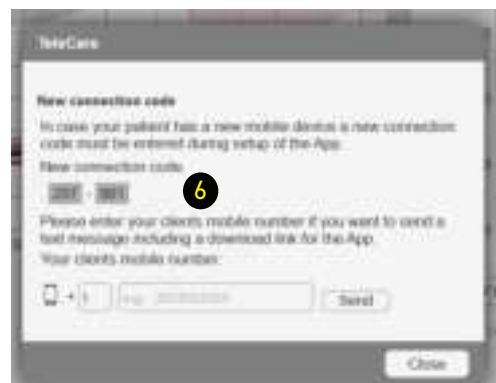 TeleCare
New connection code
In case your patient has a new mobile device a new connection
code must be entered during setup of the App.
New connection code:
6
Please enter your clients mobile number if you want to send a
text message including a download link for the App.
Your clients mobile number:
+
e.g.
Send
Close